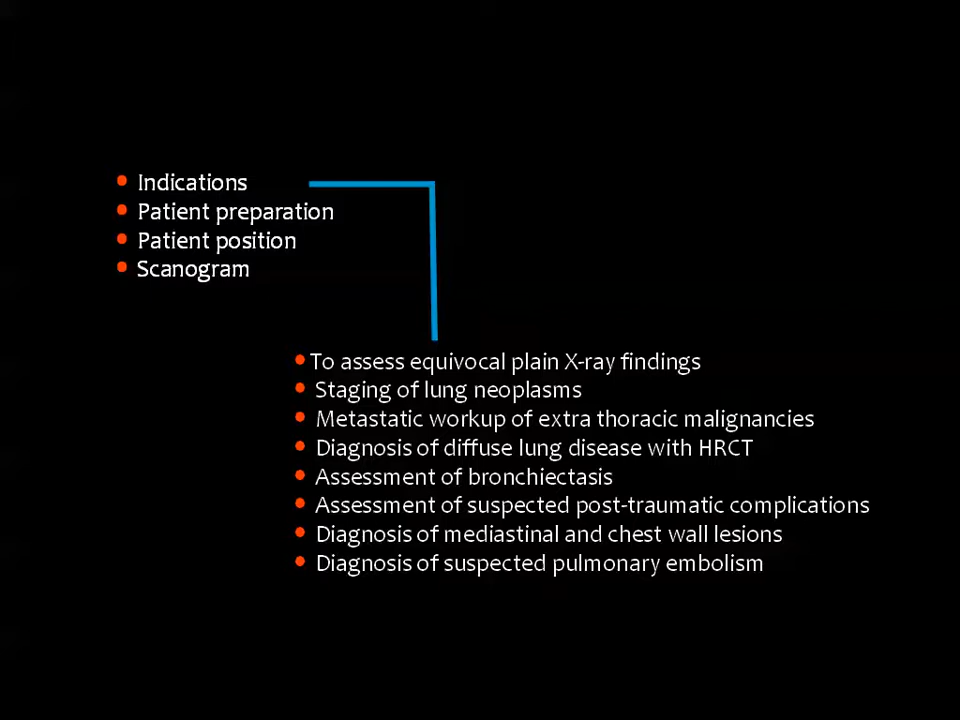 • Indications
• Patient preparation
• Patient position
• Scanogram
• To assess equivocal plain X-ray findings
• Staging of lung neoplasms
• Metastatic workup of extra thoracic malignancies
• Diagnosis of diffuse lung disease with HRCT
• Assessment of bronchiectasis
• Assessment of suspected post-traumatic complications
• Diagnosis of mediastinal and chest wall lesions
• Diagnosis of suspected pulmonary embolism